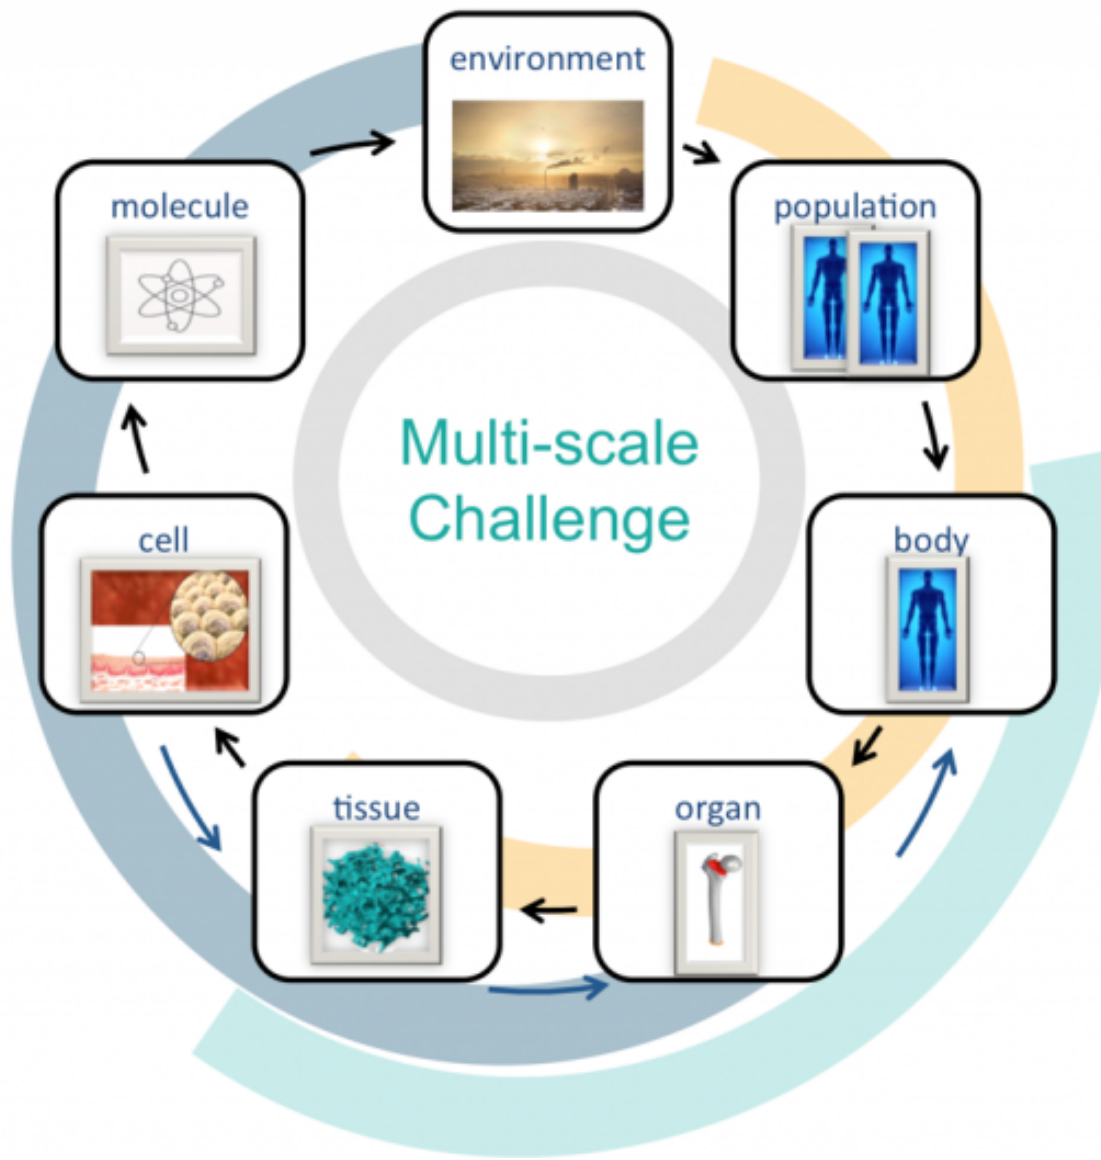 environment
population
body
organ
tissue
cell
molecule
Multi-scale
Challenge